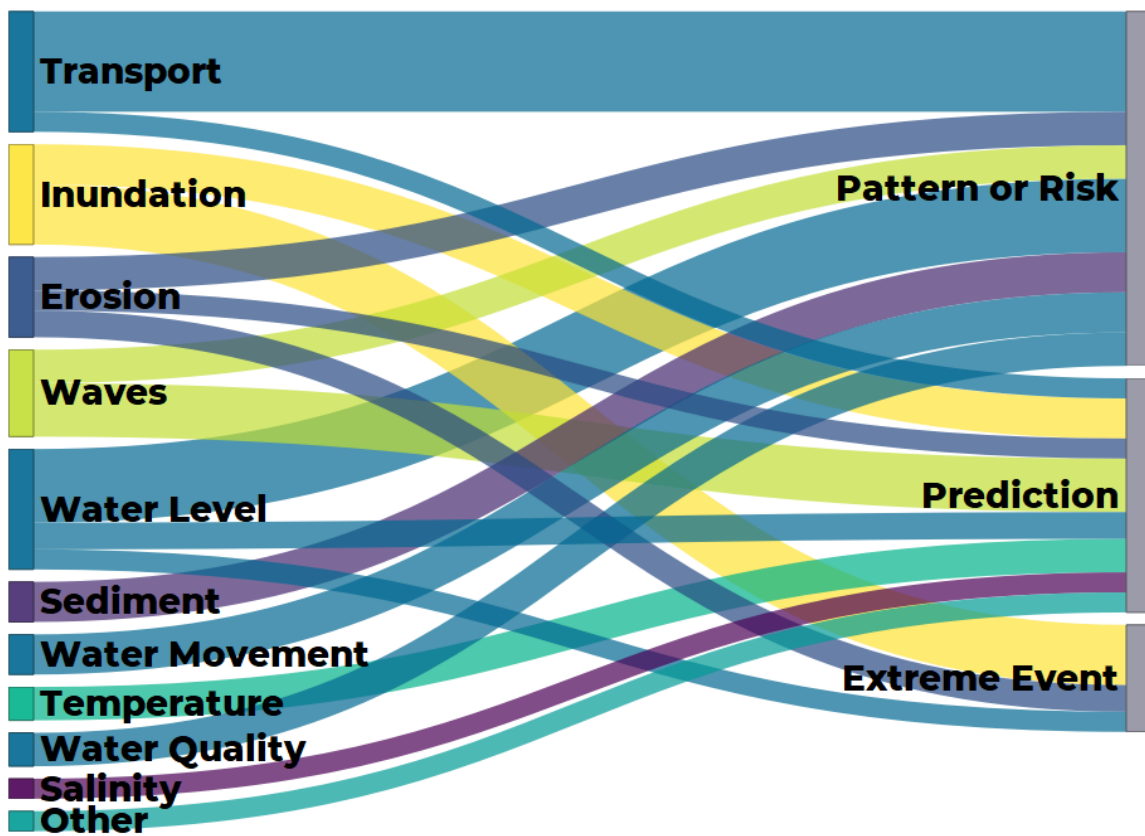 Transport
Inundation
Erosion
Waves
Water Level
Sediment
Water Movement
Temperature
Water Quality
Salinity
Other
Pattern or Risk
Prediction
Extreme Event